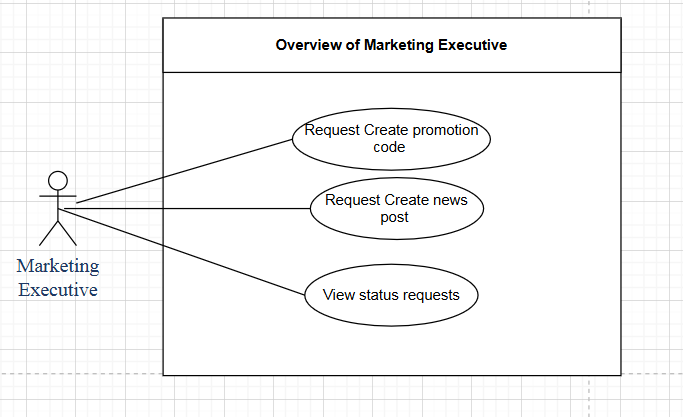 Overview of Marketing Executive
Request Create promotion
code
Request Create news
post
Marketing
Executive
View status requests